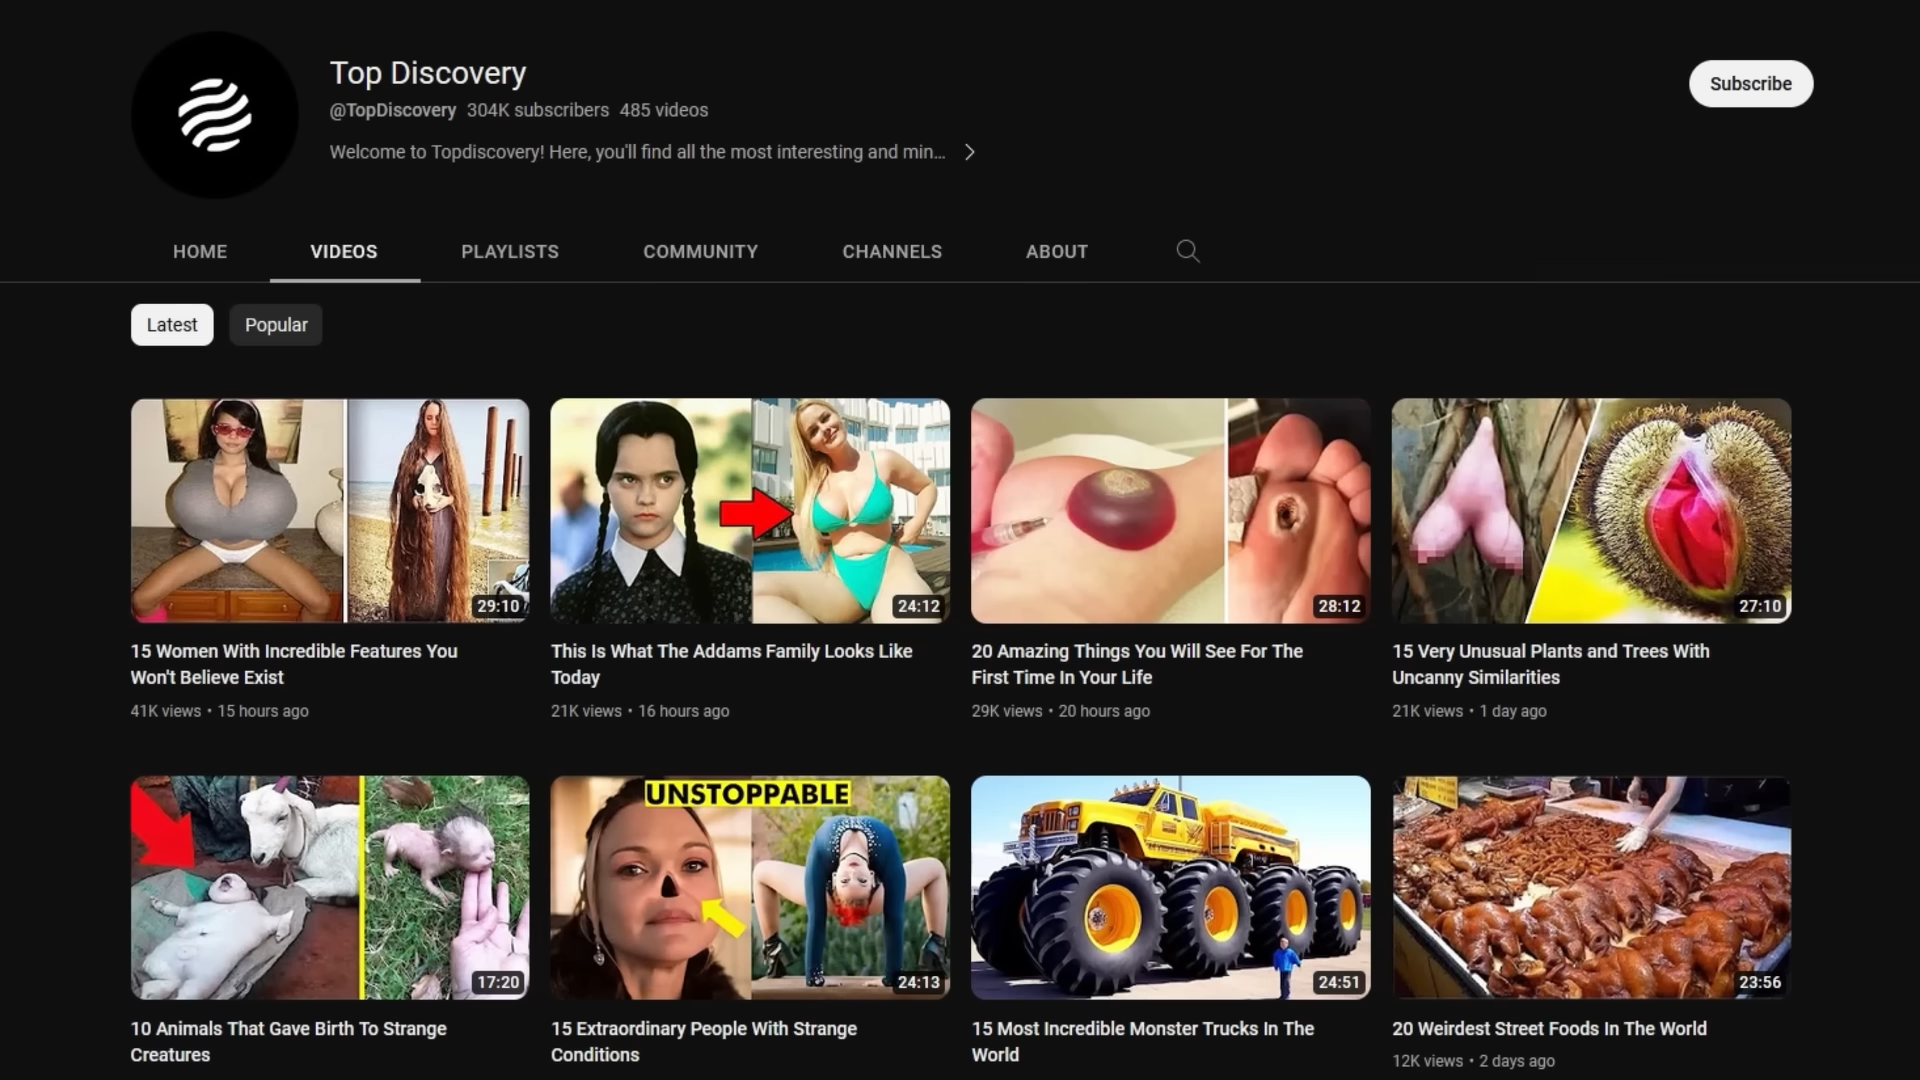 Top Discovery
Subscribe
@TopDiscovery 304K subscribers 485 videos
Welcome to Topdiscovery! Here, you'll find all the most interesting and min...
HOME VIDEOS PLAYLISTS COMMUNITY CHANNELS ABOUT
Latest Popular
29:10
24:12
28:12
27:10
15 Women With Incredible Features You
Won't Believe Exist
41K views • 15 hours ago
This Is What The Addams Family Looks Like
Today
21K views • 16 hours ago
20 Amazing Things You Will See For The
First Time In Your Life
29K views • 20 hours ago
15 Very Unusual Plants and Trees With
Uncanny Similarities
21K views • 1 day ago
UNSTOPPABLE
17:20
24:13
24:51
23:56
10 Animals That Gave Birth To Strange
Creatures
15 Extraordinary People With Strange
Conditions
15 Most Incredible Monster Trucks In The
World
20 Weirdest Street Foods In The World
12K views • 2 days ago